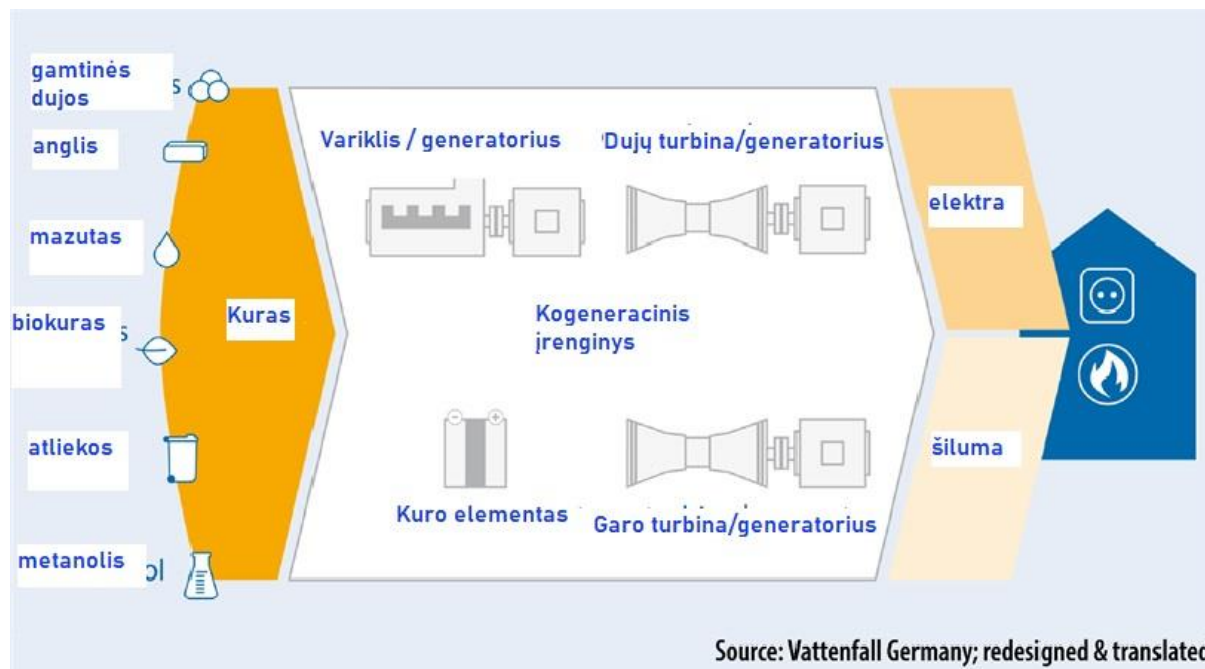 gamtinės
dujos
anglis
mazutas
biokuras
atliekos
metanolis
Kuras
Variklis / generatorius
Dujų turbina/generatorius
Kogeneracinis
įrenginys
Kuro elementas
Garo turbina/generatorius
elektra
šiluma
Source: Vattenfall Germany; redesigned & translated